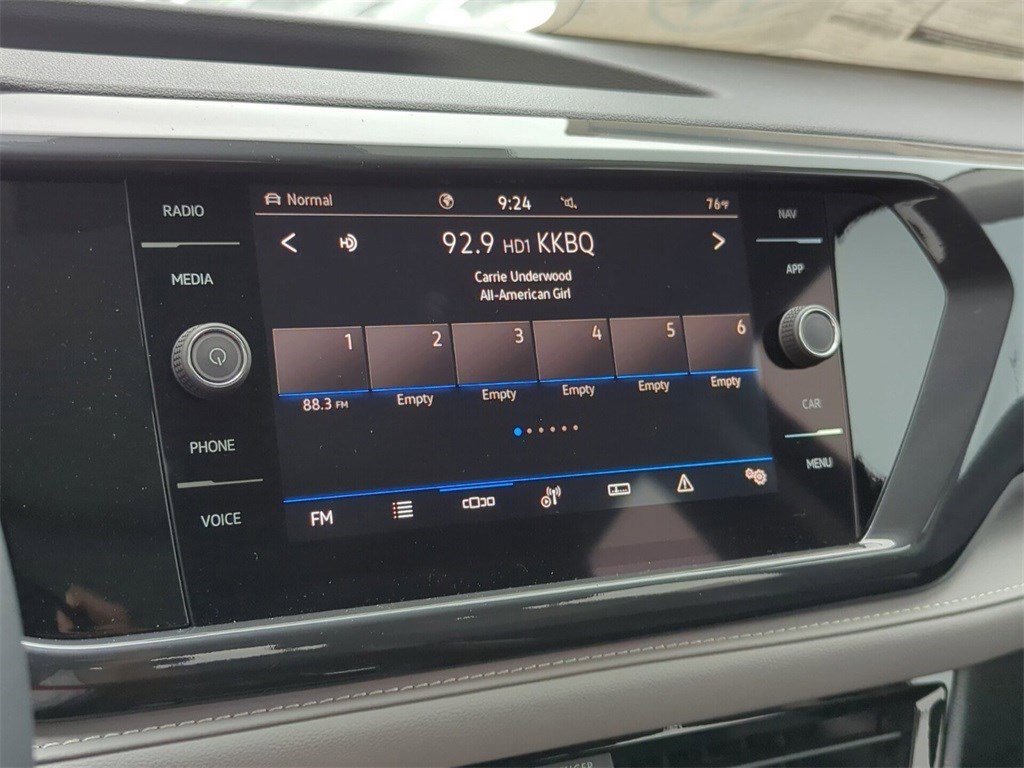 RADIO
MEDIA
PHONE
VOICE
Normal
9:24
76°F
HD
92.9 HD1 KKBQ
Carrie Underwood
All-American Girl
1 2 3 4 5 6
88.3 FM Empty Empty Empty Empty Empty
FM
NAV
APP
CAR
MENU